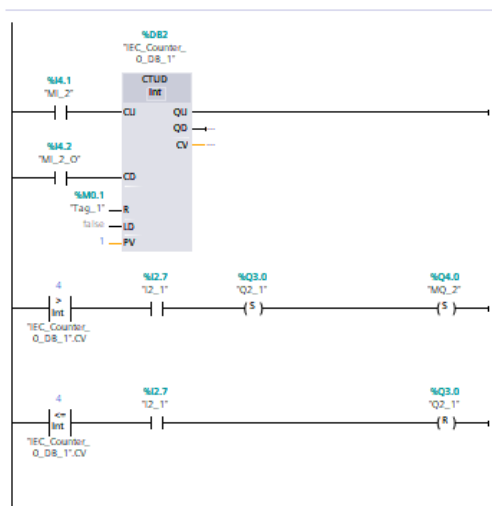 %DB2
"IEC_Counter_
0_DB_1"
%I4.1
"MI_2"
CTUD
Int
CU
QU
QD
...
CV
...
%I4.2
"MI_2_O"
CD
%M0.1
"Tag_1"
R
false
LD
1
PV
4
>
Int
"IEC_Counter_
0_DB_1".CV
%I2.7
"I2_1"
%Q3.0
"Q2_1"
S
%Q4.0
"MQ_2"
S
4
<=
Int
"IEC_Counter_
0_DB_1".CV
%I2.7
"I2_1"
%Q3.0
"Q2_1"
R